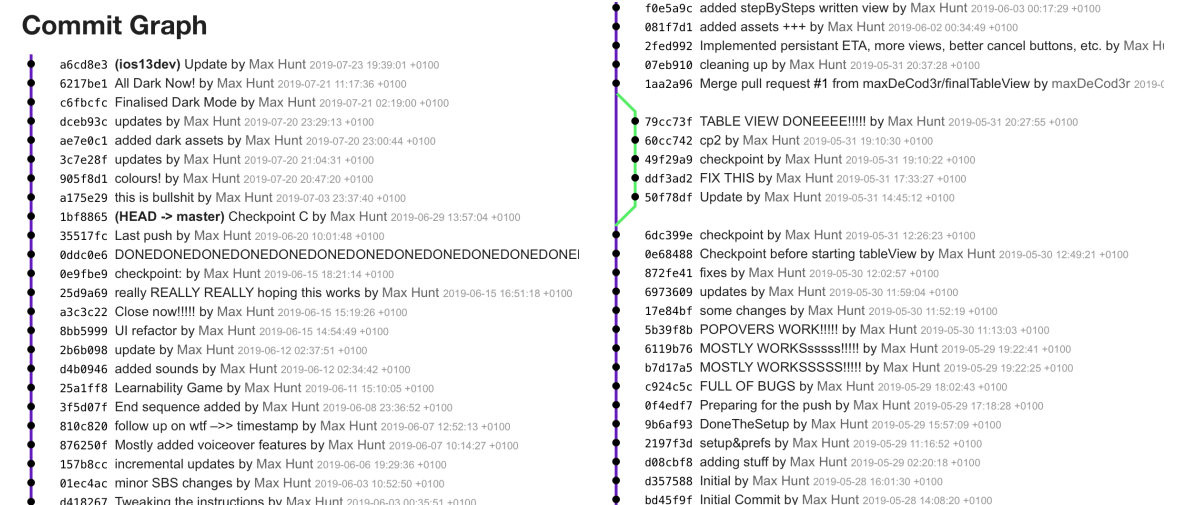 Commit Graph
a6cd8e3 (ios13dev) Update by Max Hunt 2019-07-23 19:39:01 +0100
6217be1 All Dark Now! by Max Hunt 2019-07-21 11:17:36 +0100
c6fbcfc Finalised Dark Mode by Max Hunt 2019-07-21 02:19:00 +0100
dceb93c updates by Max Hunt 2019-07-20 23:29:13 +0100
ae7e0c1 added dark assets by Max Hunt 2019-07-20 23:00:44 +0100
3c7e28f updates by Max Hunt 2019-07-20 21:04:31 +0100
905f8d1 colours! by Max Hunt 2019-07-20 20:47:20 +0100
a175e29 this is bullshit by Max Hunt 2019-07-03 23:37:40 +0100
1bf8865 (HEAD -> master) Checkpoint C by Max Hunt 2019-06-29 13:57:04 +0100
35517fc Last push by Max Hunt 2019-06-20 10:01:48 +0100
0ddc0e6 DONEDONEDONEDONEDONEDONEDONEDONEDONEDONEDONEDONEI
0e9fbe9 checkpoint: by Max Hunt 2019-06-15 18:21:14 +0100
25d9a69 really REALLY REALLY hoping this works by Max Hunt 2019-06-15 16:51:18 +0100
a3c3c22 Close now!!!!! by Max Hunt 2019-06-15 15:19:26 +0100
8bb5999 UI refactor by Max Hunt 2019-06-15 14:54:49 +0100
2b6b098 update by Max Hunt 2019-06-12 02:37:51 +0100
d4b0946 added sounds by Max Hunt 2019-06-12 02:34:42 +0100
25a1ff8 Learnability Game by Max Hunt 2019-06-11 15:10:05 +0100
3f5d07f End sequence added by Max Hunt 2019-06-08 23:36:52 +0100
810c820 follow up on wtf –>> timestamp by Max Hunt 2019-06-07 12:52:13 +0100
876250f Mostly added voiceover features by Max Hunt 2019-06-07 10:14:27 +0100
157b8cc incremental updates by Max Hunt 2019-06-06 19:29:36 +0100
01ec4ac minor SBS changes by Max Hunt 2019-06-03 10:52:50 +0100
d418267 Tweaking the instructions by Max Hunt 2019-06-03 00:35:51 +0100
f0e5a9c added stepBySteps written view by Max Hunt 2019-06-03 00:17:29 +0100
081f7d1 added assets +++ by Max Hunt 2019-06-02 00:34:49 +0100
2fed992 Implemented persistant ETA, more views, better cancel buttons, etc. by Max Hu
07eb910 cleaning up by Max Hunt 2019-05-31 20:37:28 +0100
1aa2a96 Merge pull request #1 from maxDeCod3r/finalTableView by maxDeCod3r 2019-0
79cc73f TABLE VIEW DONEEEE!!!!! by Max Hunt 2019-05-31 20:27:55 +0100
60cc742 cp2 by Max Hunt 2019-05-31 19:10:30 +0100
49f29a9 checkpoint by Max Hunt 2019-05-31 19:10:22 +0100
ddf3ad2 FIX THIS by Max Hunt 2019-05-31 17:33:27 +0100
50f78df Update by Max Hunt 2019-05-31 14:45:12 +0100
6dc399e checkpoint by Max Hunt 2019-05-31 12:26:23 +0100
0e68488 Checkpoint before starting tableView by Max Hunt 2019-05-30 12:49:21 +0100
872fe41 fixes by Max Hunt 2019-05-30 12:02:57 +0100
6973609 updates by Max Hunt 2019-05-30 11:59:04 +0100
17e84bf some changes by Max Hunt 2019-05-30 11:52:19 +0100
5b39f8b POPOVERS WORK!!!!! by Max Hunt 2019-05-30 11:13:03 +0100
6119b76 MOSTLY WORKSsssss!!!!! by Max Hunt 2019-05-29 19:22:41 +0100
b7d17a5 MOSTLY WORKSSSSS!!!!! by Max Hunt 2019-05-29 19:22:25 +0100
c924c5c FULL OF BUGS by Max Hunt 2019-05-29 18:02:43 +0100
0f4edf7 Preparing for the push by Max Hunt 2019-05-29 17:18:28 +0100
9b6af93 DoneTheSetup by Max Hunt 2019-05-29 15:57:09 +0100
2197f3d setup&prefs by Max Hunt 2019-05-29 11:16:52 +0100
d08cbf8 adding stuff by Max Hunt 2019-05-29 02:20:18 +0100
d357588 Initial by Max Hunt 2019-05-28 16:01:30 +0100
bd45f9f Initial Commit by Max Hunt 2019-05-28 14:08:20 +0100